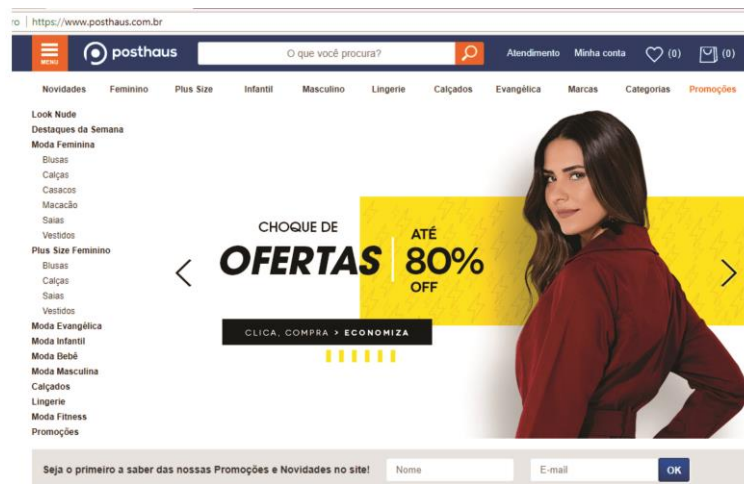 ro | https://www.posthaus.com.br
MENU
posthaus
O que você procura?
Atendimento Minha conta (0) (0)
Novidades Feminino Plus Size Infantil Masculino Lingerie Calçados Evangélica Marcas Categorias Promoções
Look Nude
Destaques da Semana
Moda Feminina
Blusas
Calças
Casacos
Macacão
Saias
Vestidos
Plus Size Feminino
Blusas
Calças
Saias
Vestidos
Moda Evangélica
Moda Infantil
Moda Bebê
Moda Masculina
Calçados
Lingerie
Moda Fitness
Promoções
CHOQUE DE
OFERTAS
ATÉ
80%
OFF
CLICA, COMPRA > ECONOMIZA
Seja o primeiro a saber das nossas Promoções e Novidades no site! Nome E-mail OK